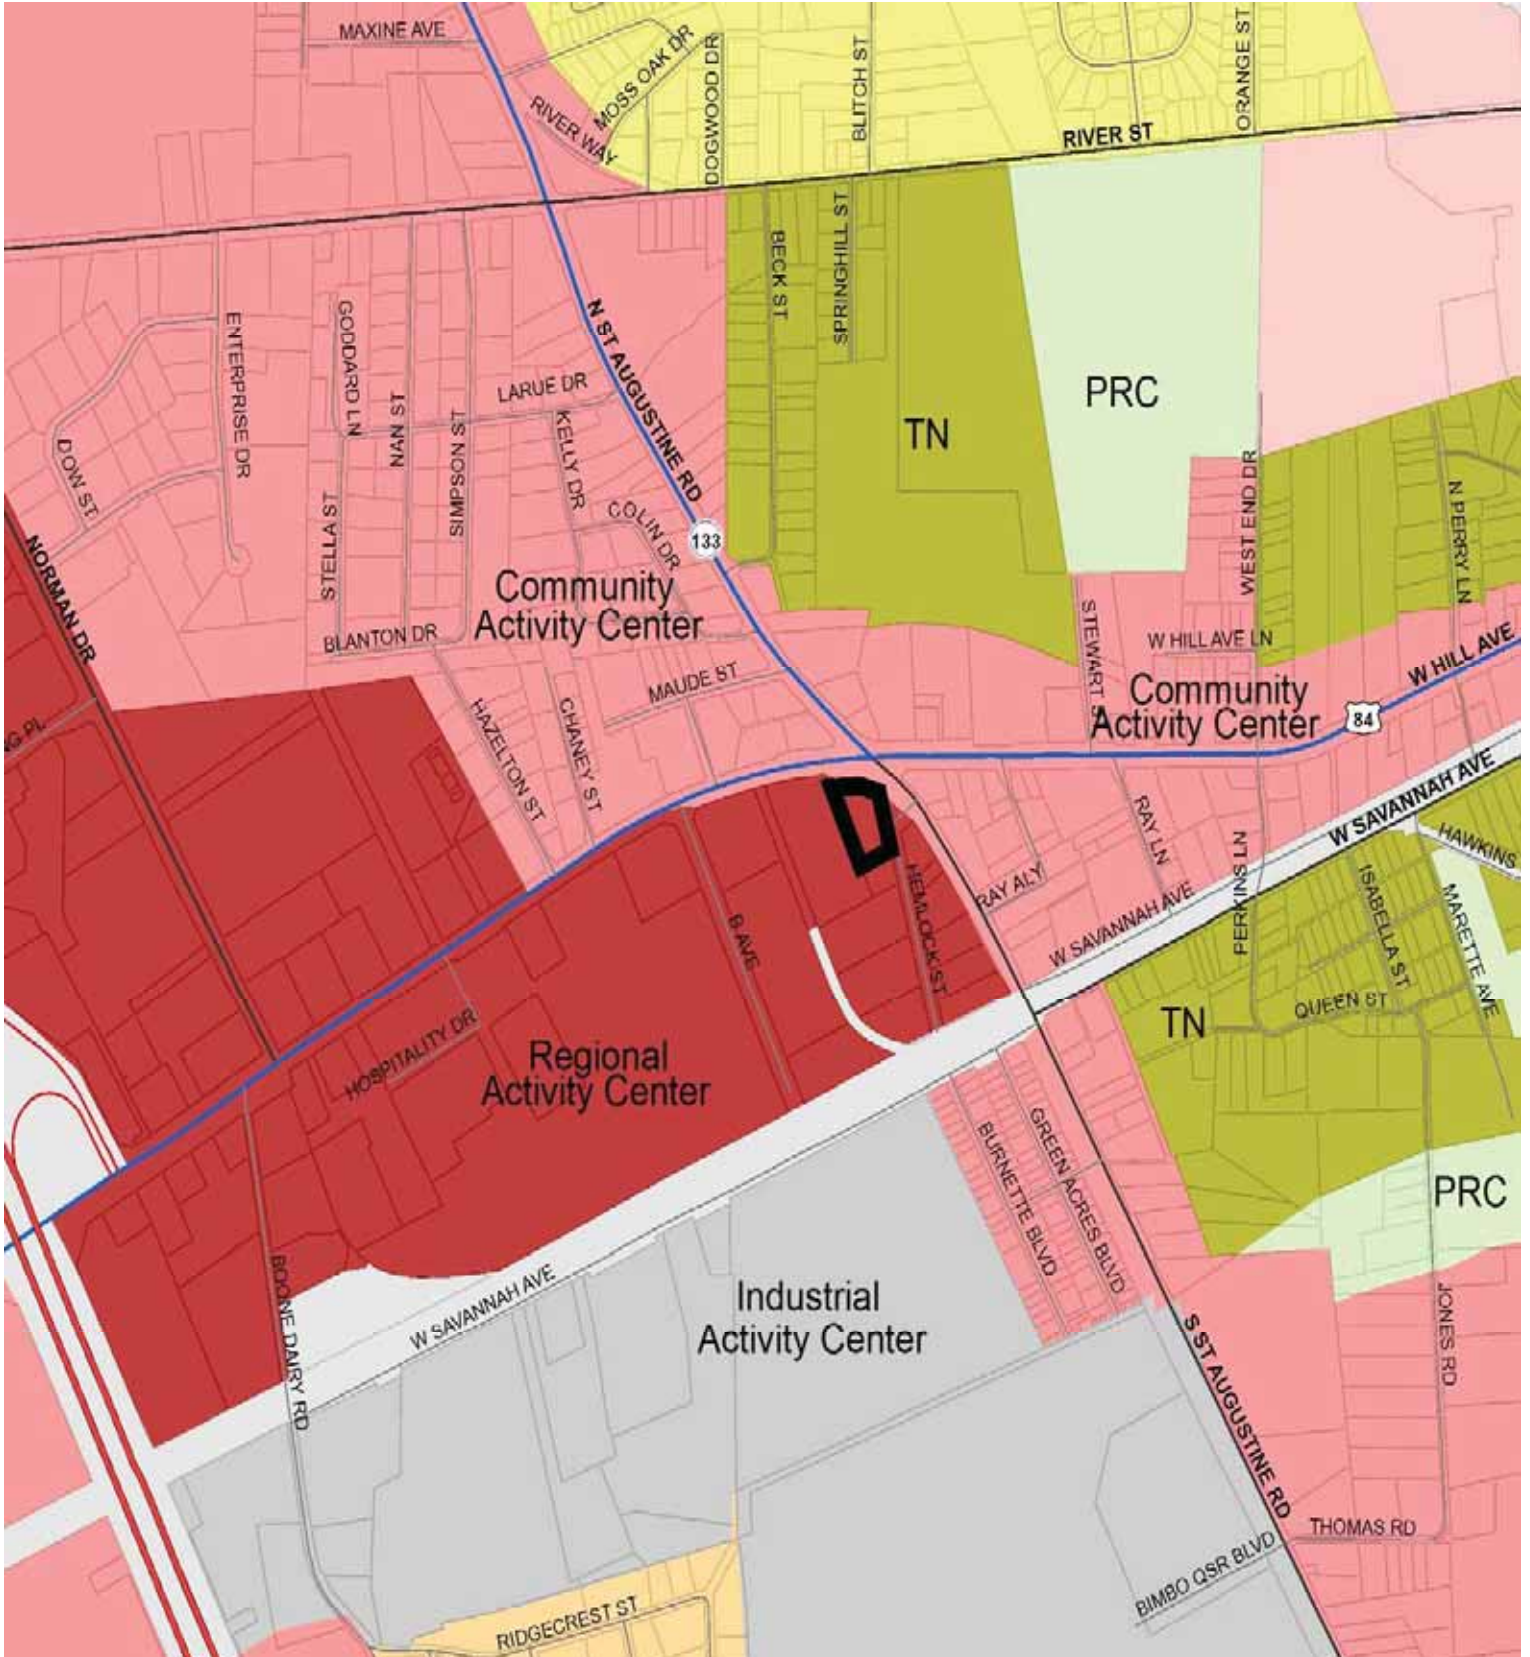 MAXINE AVE
MOSS OAK DR
DOGWOOD DR
BLITCH ST
ORANGE ST
RIVER WAY
RIVER ST
BECK ST
SPRINGHILL ST
N ST AUGUSTINE RD
ENTERPRISE DR
GODDARD LN
NAN ST
SIMPSON ST
LARUE DR
KELLY DR
PRC
TN
DOW ST
STELLA ST
COLIN DR
133
WEST END DR
N PERRY LN
NORMAN DR
Community
Activity Center
BLANTON DR
STEWART S
W HILL AVE LN
W HILL AVE
MAUDE ST
Community
Activity Center
84
NG PL
HAZELTON ST
CHANEY ST
W SAVANNAH AVE
RAY LN
HAWKINS
PERKINS LN
RAY ALY
HEMLOCK ST
ISABELLA ST
MARETTE AVE
B AVE
W SAVANNAH AVE
QUEEN ST
TN
HOSPITALITY DR
Regional
Activity Center
GREEN ACRES BLVD
BURNETTE BLVD
PRC
BOONE DAIRY RD
W SAVANNAH AVE
Industrial
Activity Center
JONES RD
S ST AUGUSTINE RD
THOMAS RD
BIMBO QSR BLVD
RIDGECREST ST